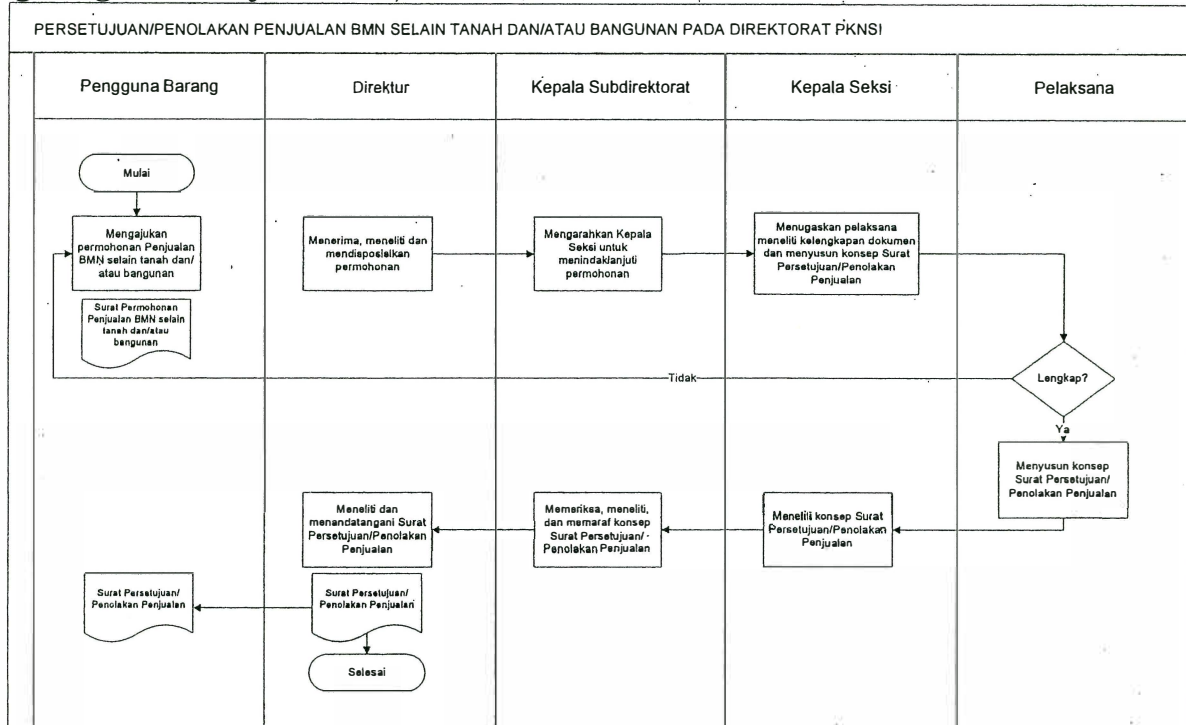 PERSETUJUAN/PENOLAKAN PENJUALAN BMN SELAIN TANAH DAN/ATAU BANGUNAN PADA DIREKTORAT PKNSI
Pengguna Barang
Direktur
Kepala Subdirektorat
Kepala Seksi
Pelaksana
Mulai
Mengajukan
permohonan Penjualan
BMN selain tanah dan/
atau bangunan
Surat Permohonan
Penjualan BMN selain
tanah dan/atau
bangunan
Menerima, meneliti dan
mendisposisikan
permohonan
Mengarahkan Kepala
Seksi untuk
menindaklanjuti
permohonan
Menugaskan pelaksana
meneliti kelengkapan dokumen
dan menyusun konsep Surat
Persetujuan/Penolakan
Penjualan
Lengkap?
Tidak
Ya
Menyusun konsep
Surat Persetujuan/
Penolakan Penjualan
Meneliti konsep Surat
Persetujuan/Penolakan
Penjualan
Memeriksa, meneliti,
dan memaraf konsep
Surat Persetujuan/
Penolakan Penjualan
Meneliti dan
menandatangani Surat
Persetujuan/Penolakan
Penjualan
Surat Persetujuan/
Penolakan Penjualan
Surat Persetujuan/
Penolakan Penjualan
Selesai